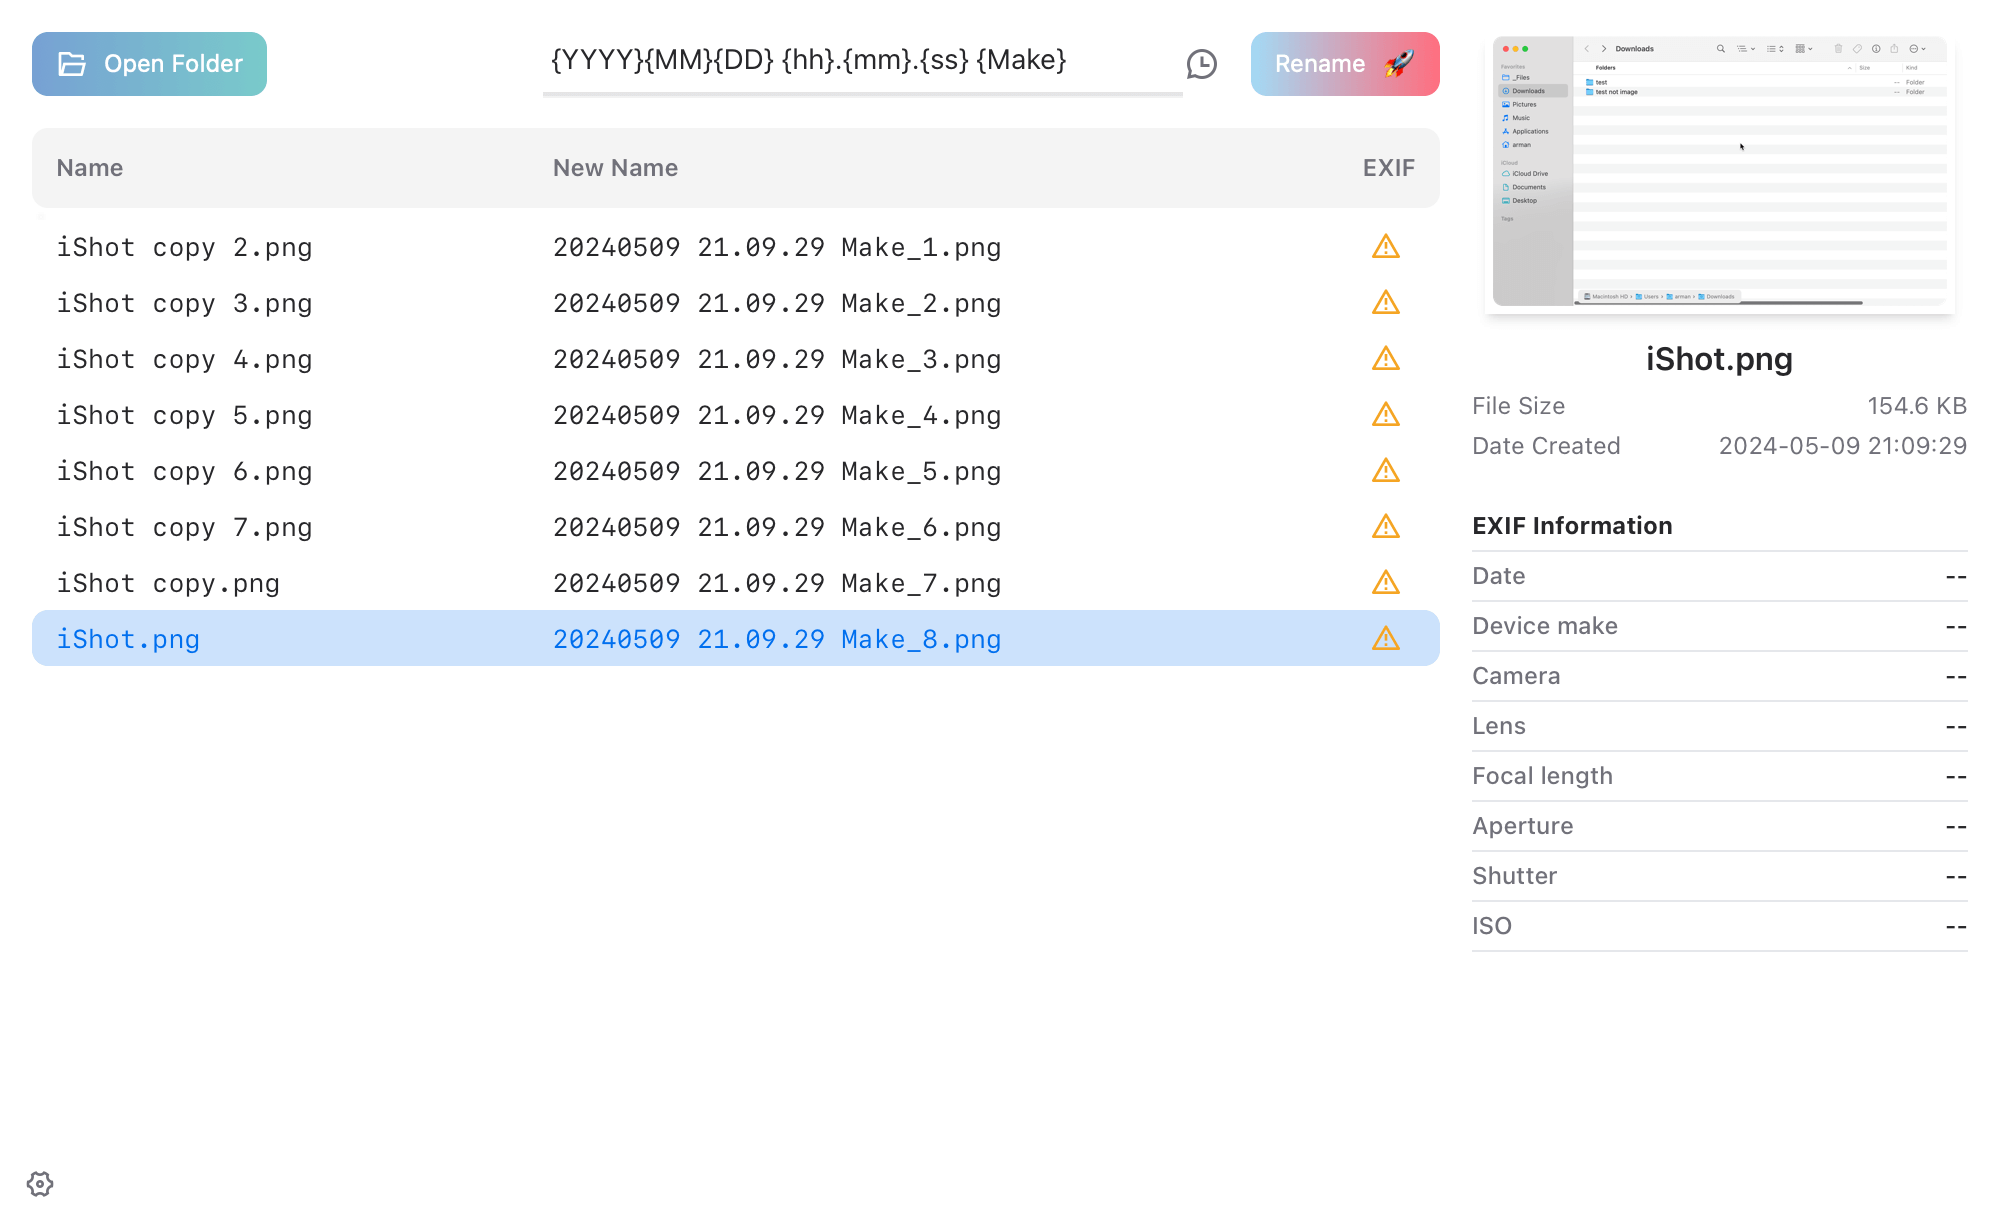 Open Folder
{YYYY}{MM}{DD} {hh}.{mm}.{ss} {Make}
Rename 🚀
Name New Name EXIF
iShot copy 2.png 20240509 21.09.29 Make_1.png
iShot copy 3.png 20240509 21.09.29 Make_2.png
iShot copy 4.png 20240509 21.09.29 Make_3.png
iShot copy 5.png 20240509 21.09.29 Make_4.png
iShot copy 6.png 20240509 21.09.29 Make_5.png
iShot copy 7.png 20240509 21.09.29 Make_6.png
iShot copy.png 20240509 21.09.29 Make_7.png
iShot.png 20240509 21.09.29 Make_8.png
Downloads
Favorites
_Files
Downloads
Pictures
Music
Applications
arman
iCloud
iCloud Drive
Documents
Desktop
Tags
Folders Size Kind
test -- Folder
test not image -- Folder
Macintosh HD › Users › arman › Downloads
iShot.png
File Size 154.6 KB
Date Created 2024-05-09 21:09:29
EXIF Information
Date --
Device make --
Camera --
Lens --
Focal length --
Aperture --
Shutter --
ISO --